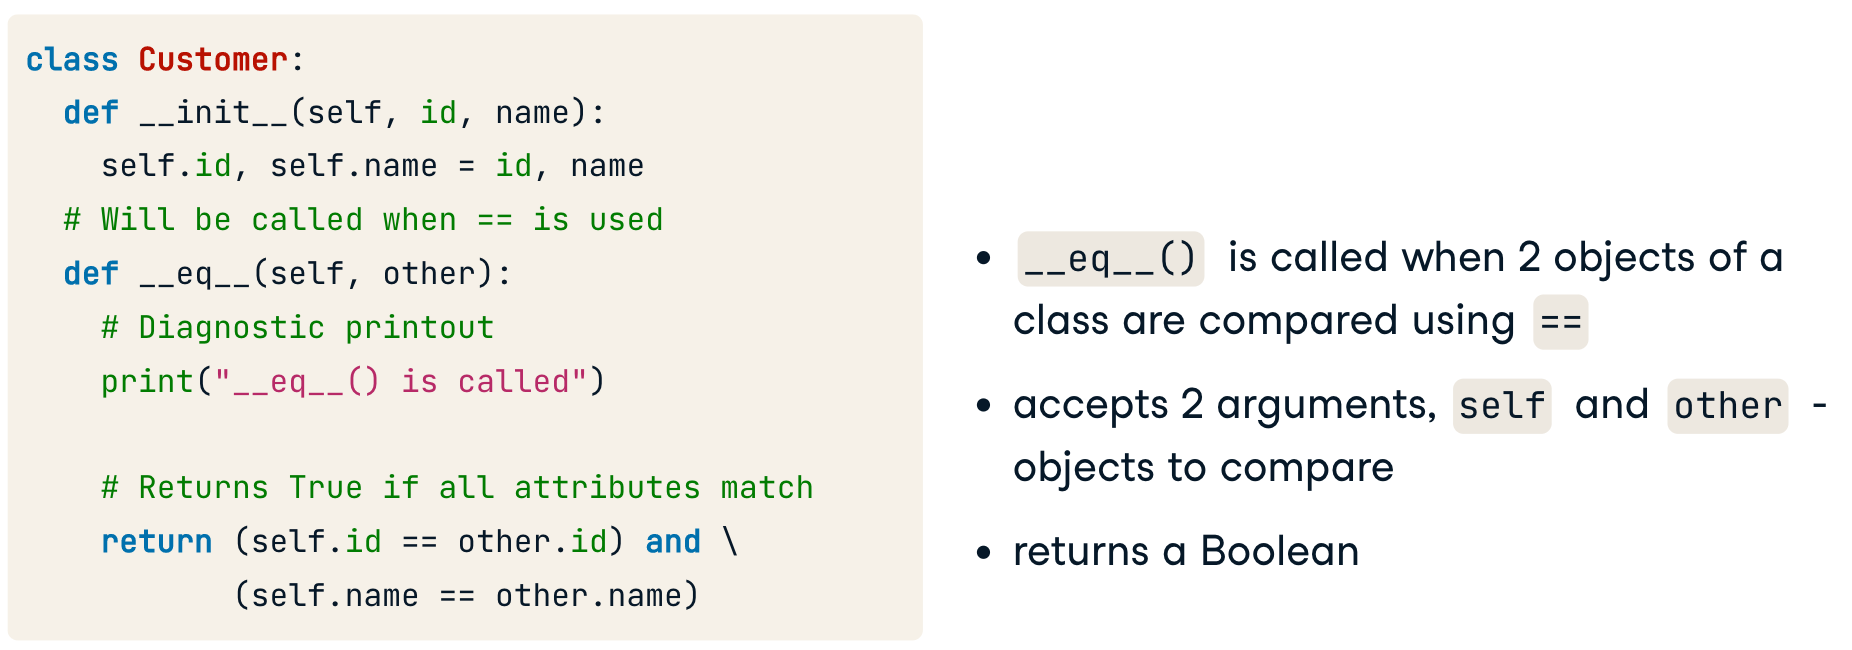 class Customer:
  def __init__(self, id, name):
    self.id, self.name = id, name
  # Will be called when == is used
  def __eq__(self, other):
    # Diagnostic printout
    print("__eq__() is called")

    # Returns True if all attributes match
    return (self.id == other.id) and \
           (self.name == other.name)
• __eq__() is called when 2 objects of a
class are compared using ==
• accepts 2 arguments, self and other -
objects to compare
• returns a Boolean